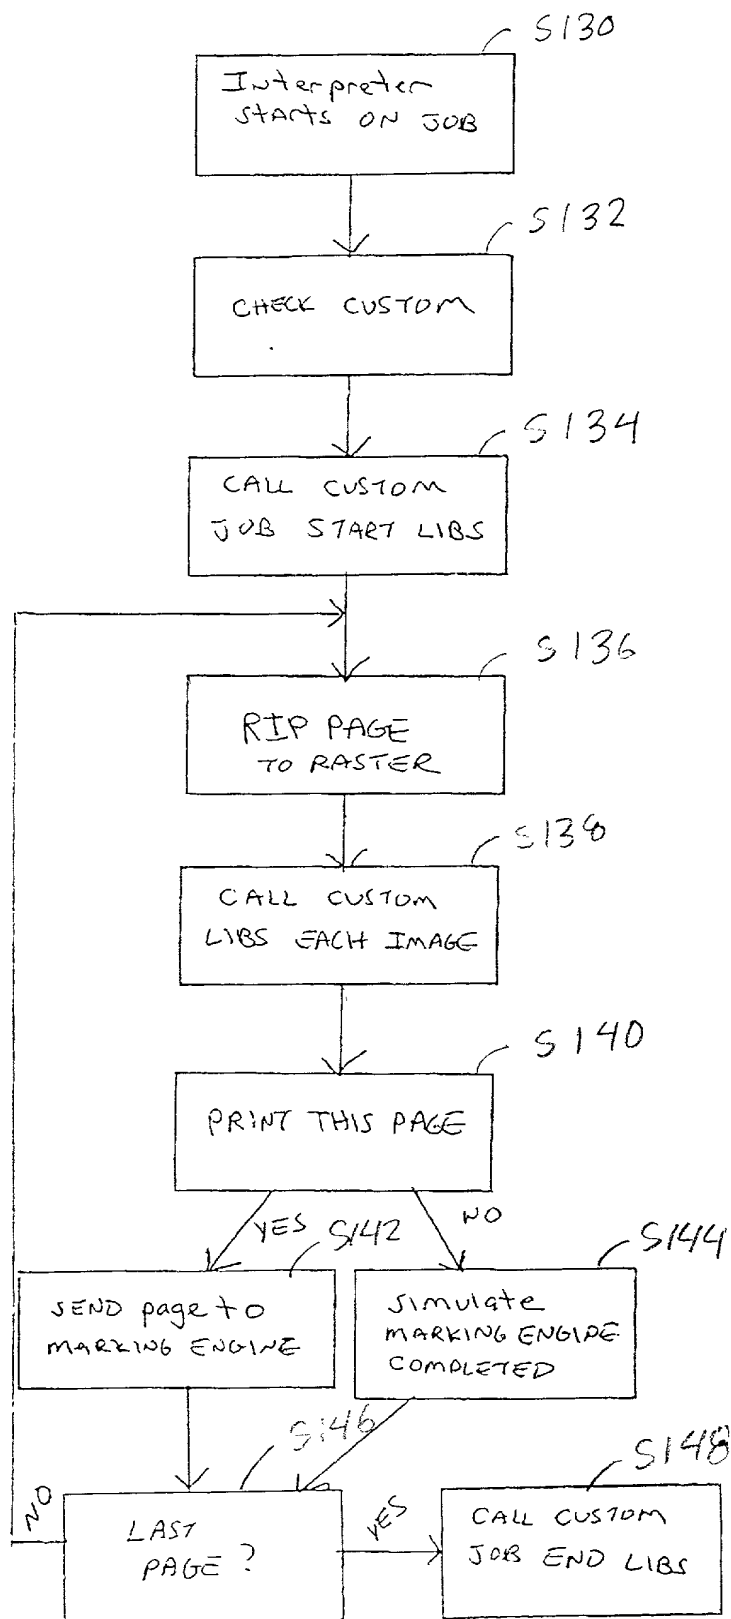 S130
Interpreter
starts ON JOB
S132
CHECK CUSTOM
S134
CALL CUSTOM
JOB START LIBS
S136
RIP PAGE
TO RASTER
S138
CALL CUSTOM
LIBS EACH IMAGE
S140
PRINT THIS PAGE
YES
NO
S142
S144
SEND page to
MARKING ENGINE
Simulate
MARKING ENGINE
COMPLETED
S146
S148
NO
LAST
PAGE?
YES
CALL CUSTOM
JOB END LIBS